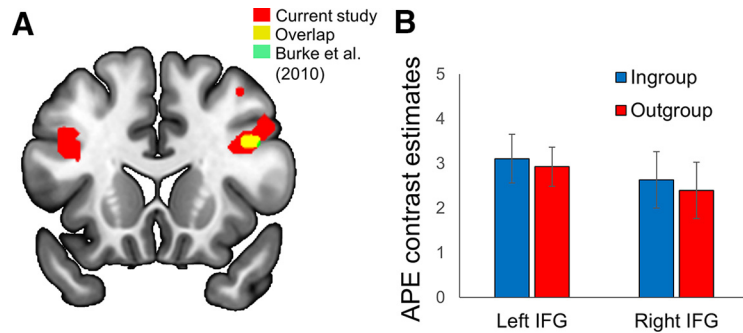 A
Current study
Overlap
Burke et al.
(2010)
B
APE contrast estimates
5
4
3
2
1
0
Ingroup
Outgroup
Left IFG
Right IFG